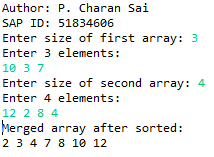 Author: P. Charan Sai
SAP ID: 51834606
Enter size of first array: 3
Enter 3 elements:
10 3 7
Enter size of second array: 4
Enter 4 elements:
12 2 8 4
Merged array after sorted:
2 3 4 7 8 10 12